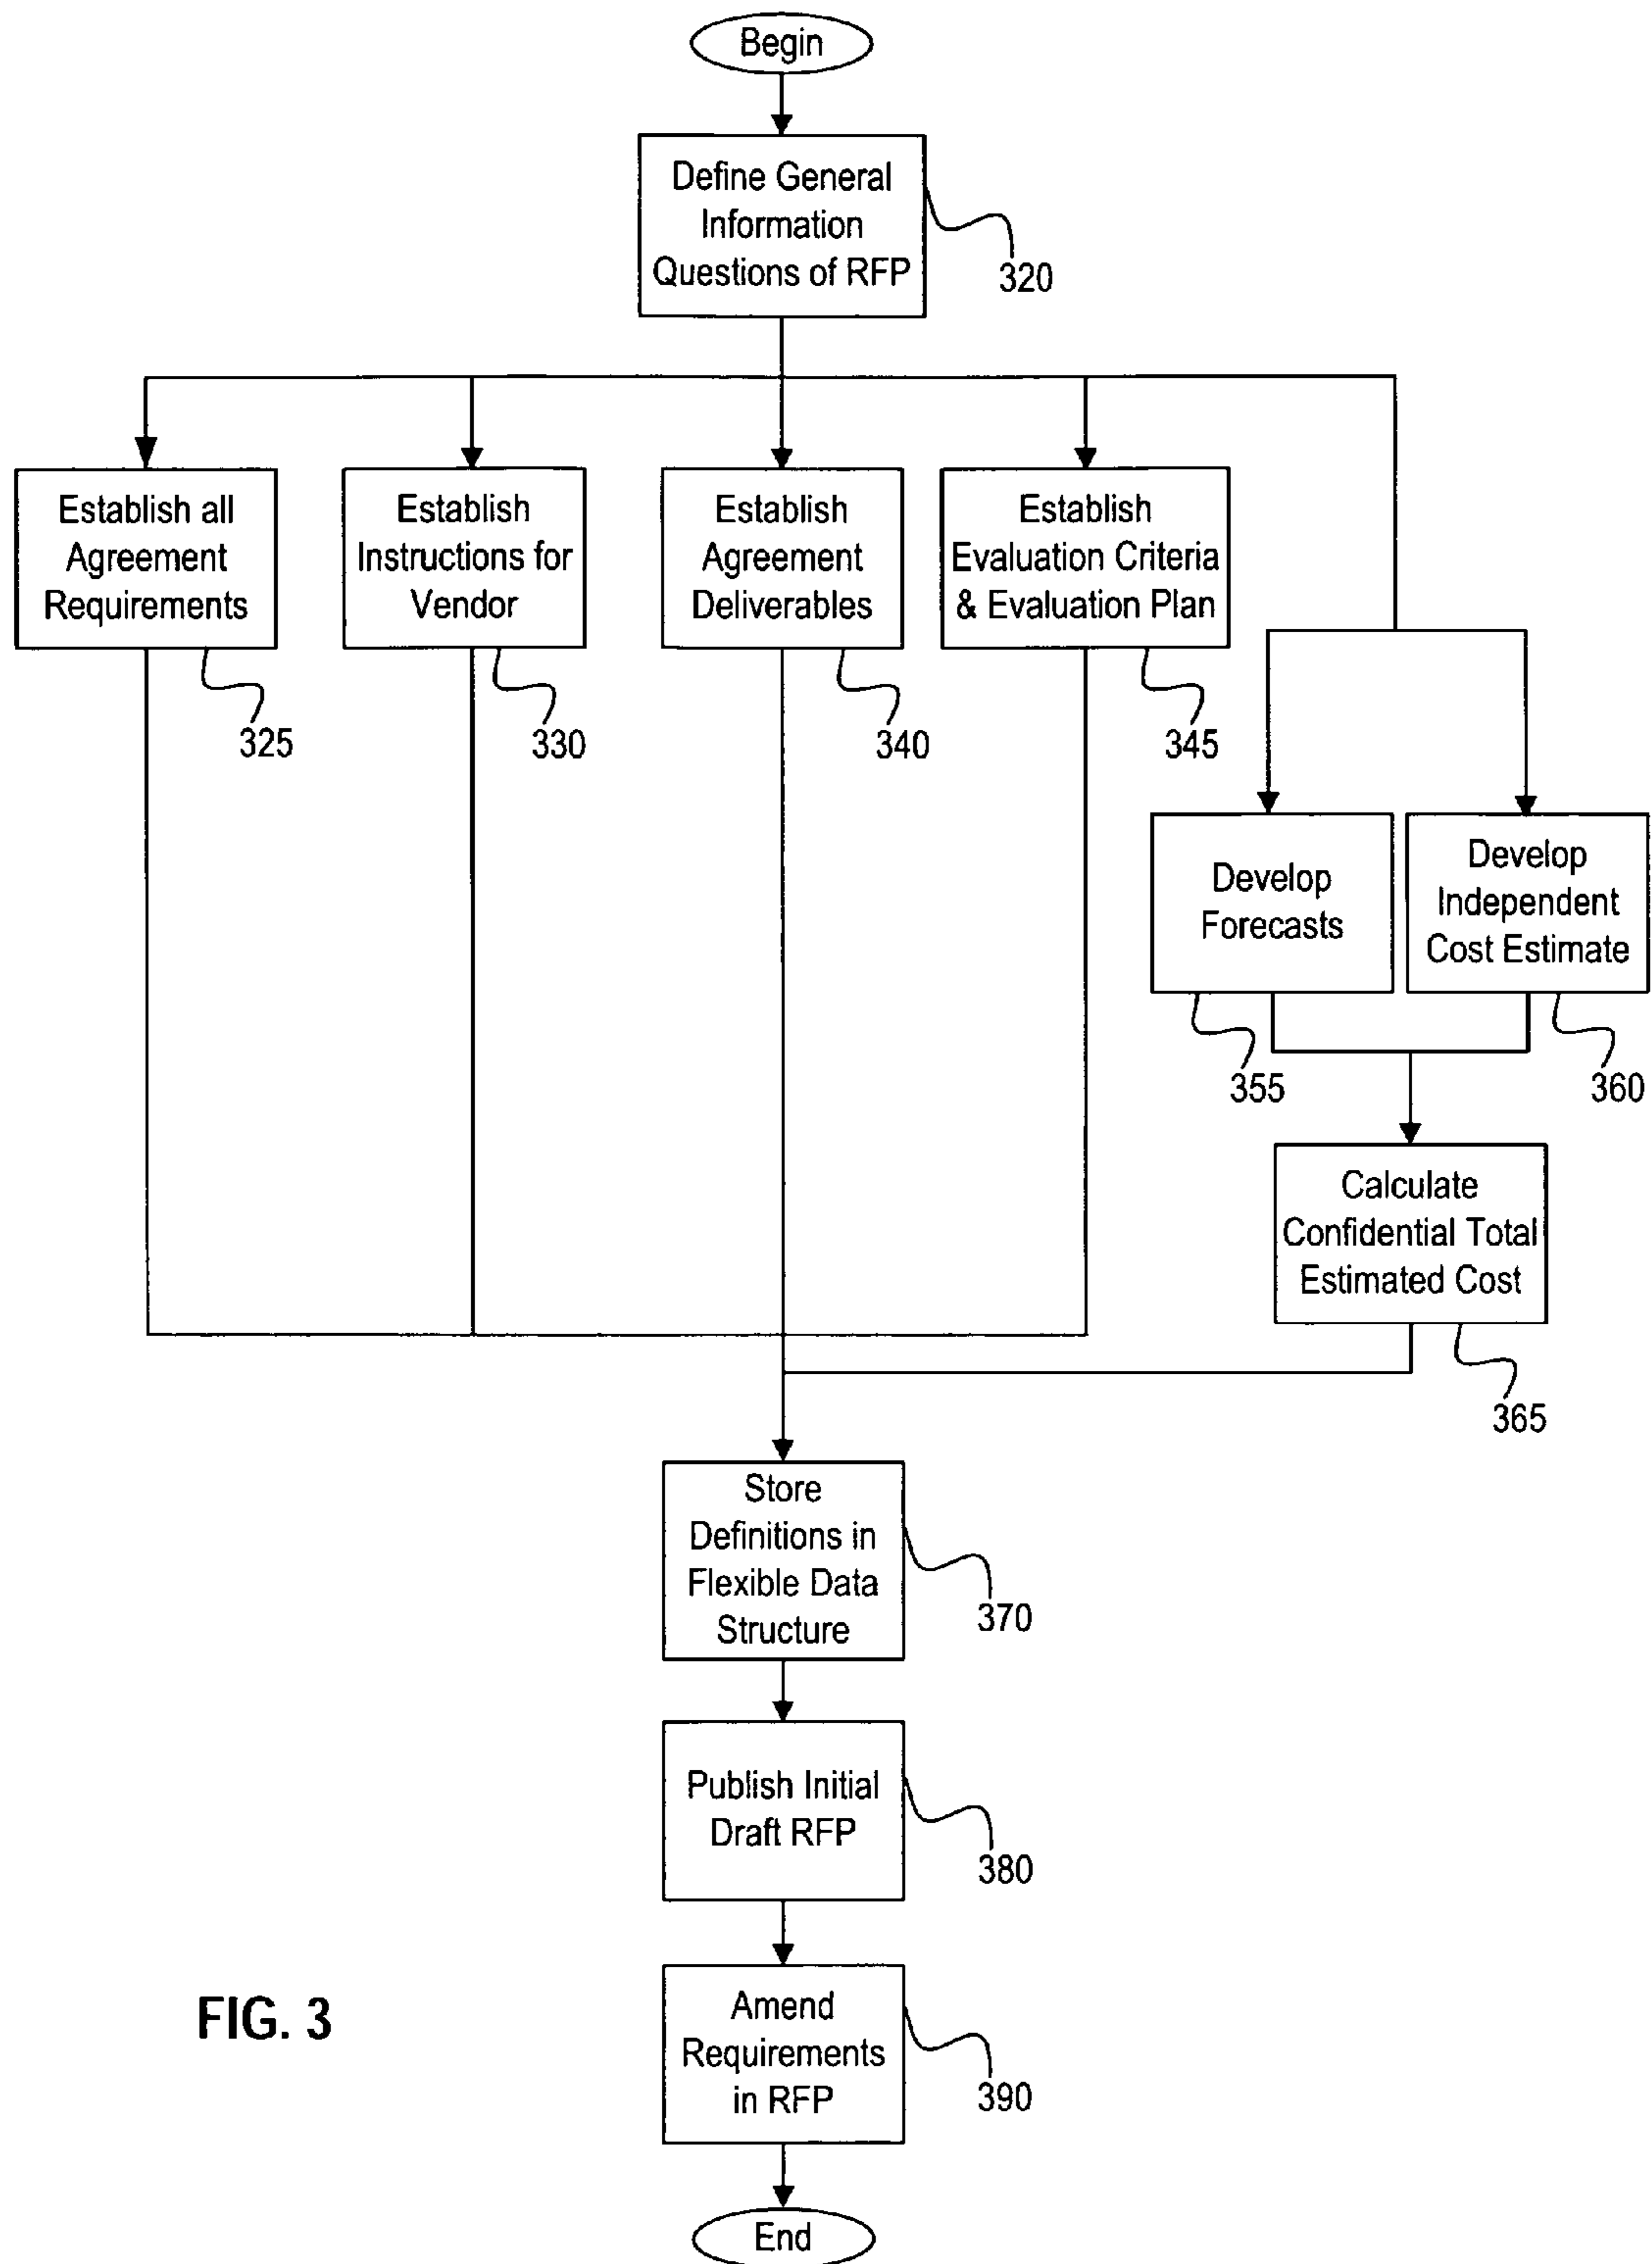 Begin
Define General
Information
Questions of RFP
320
Establish all
Agreement
Requirements
325
Establish
Instructions for
Vendor
330
Establish
Agreement
Deliverables
340
Establish
Evaluation Criteria
& Evaluation Plan
345
Develop
Forecasts
355
Develop
Independent
Cost Estimate
360
Calculate
Confidential Total
Estimated Cost
365
Store
Definitions in
Flexible Data
Structure
370
Publish Initial
Draft RFP
380
Amend
Requirements
in RFP
390
FIG. 3
End